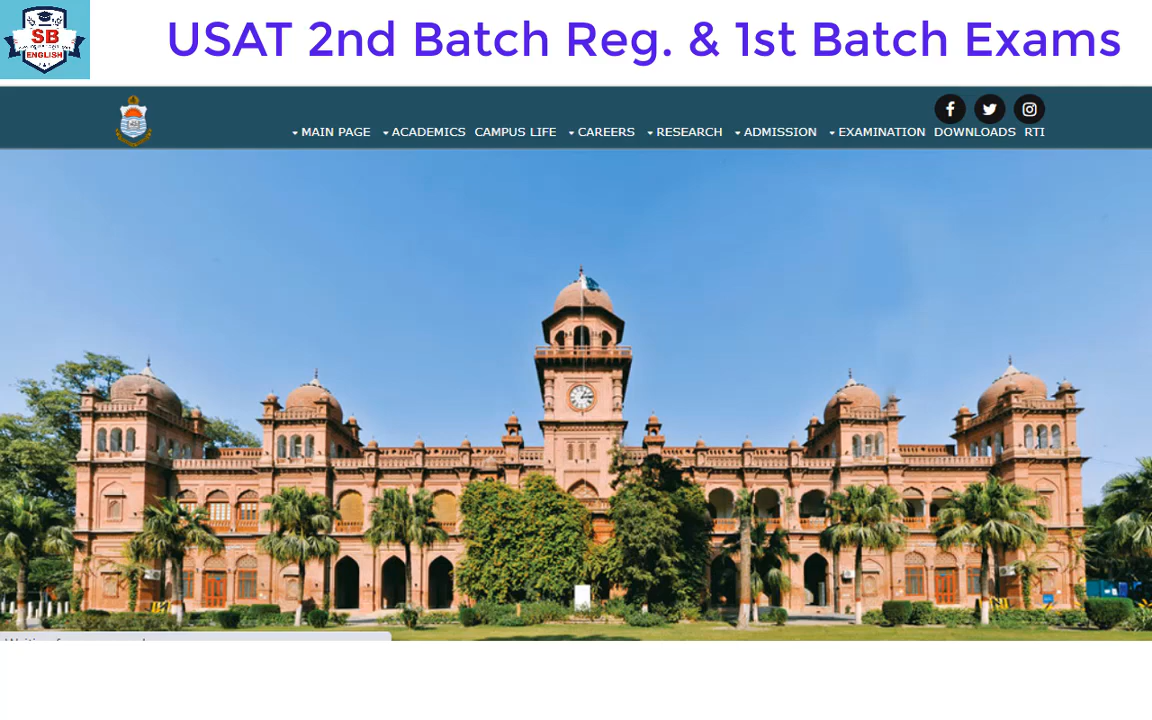 SB
ENGLISH
USAT 2nd Batch Reg. & 1st Batch Exams
MAIN PAGE ACADEMICS CAMPUS LIFE CAREERS RESEARCH ADMISSION EXAMINATION DOWNLOADS RTI